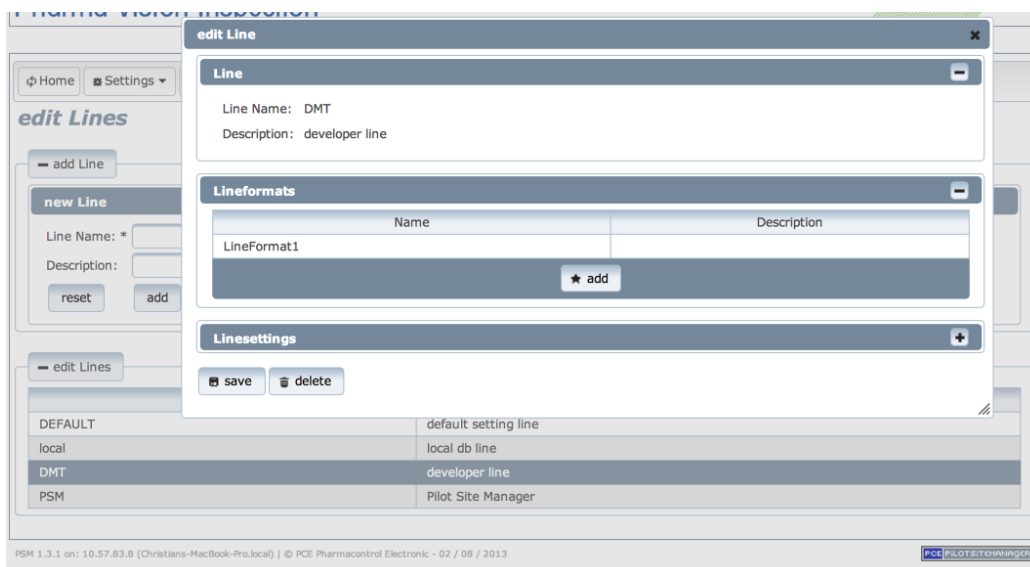 Pharma Vision Inspection
edit Line
Line
Home Settings
Line Name: DMT
edit Lines
Description: developer line
add Line
Lineformats
new Line
Name Description
Line Name: *
LineFormat1
Description:
add
reset add
Linesettings
edit Lines
save delete
DEFAULT default setting line
local local db line
DMT developer line
PSM Pilot Site Manager
PSM 1.3.1 on: 10.57.83.8 (Christians-MacBook-Pro.local) | © PCE Pharmacontrol Electronic - 02 / 08 / 2013
PCE PILOTSITEMANAGER